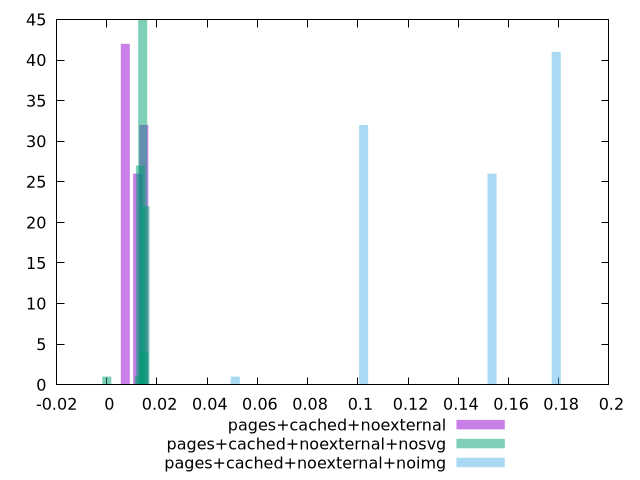 45
40
35
30
25
20
15
10
5
0
-0.02 0 0.02 0.04 0.06 0.08 0.1 0.12 0.14 0.16 0.18 0.2
pages+cached+noexternal
pages+cached+noexternal+nosvg
pages+cached+noexternal+noimg